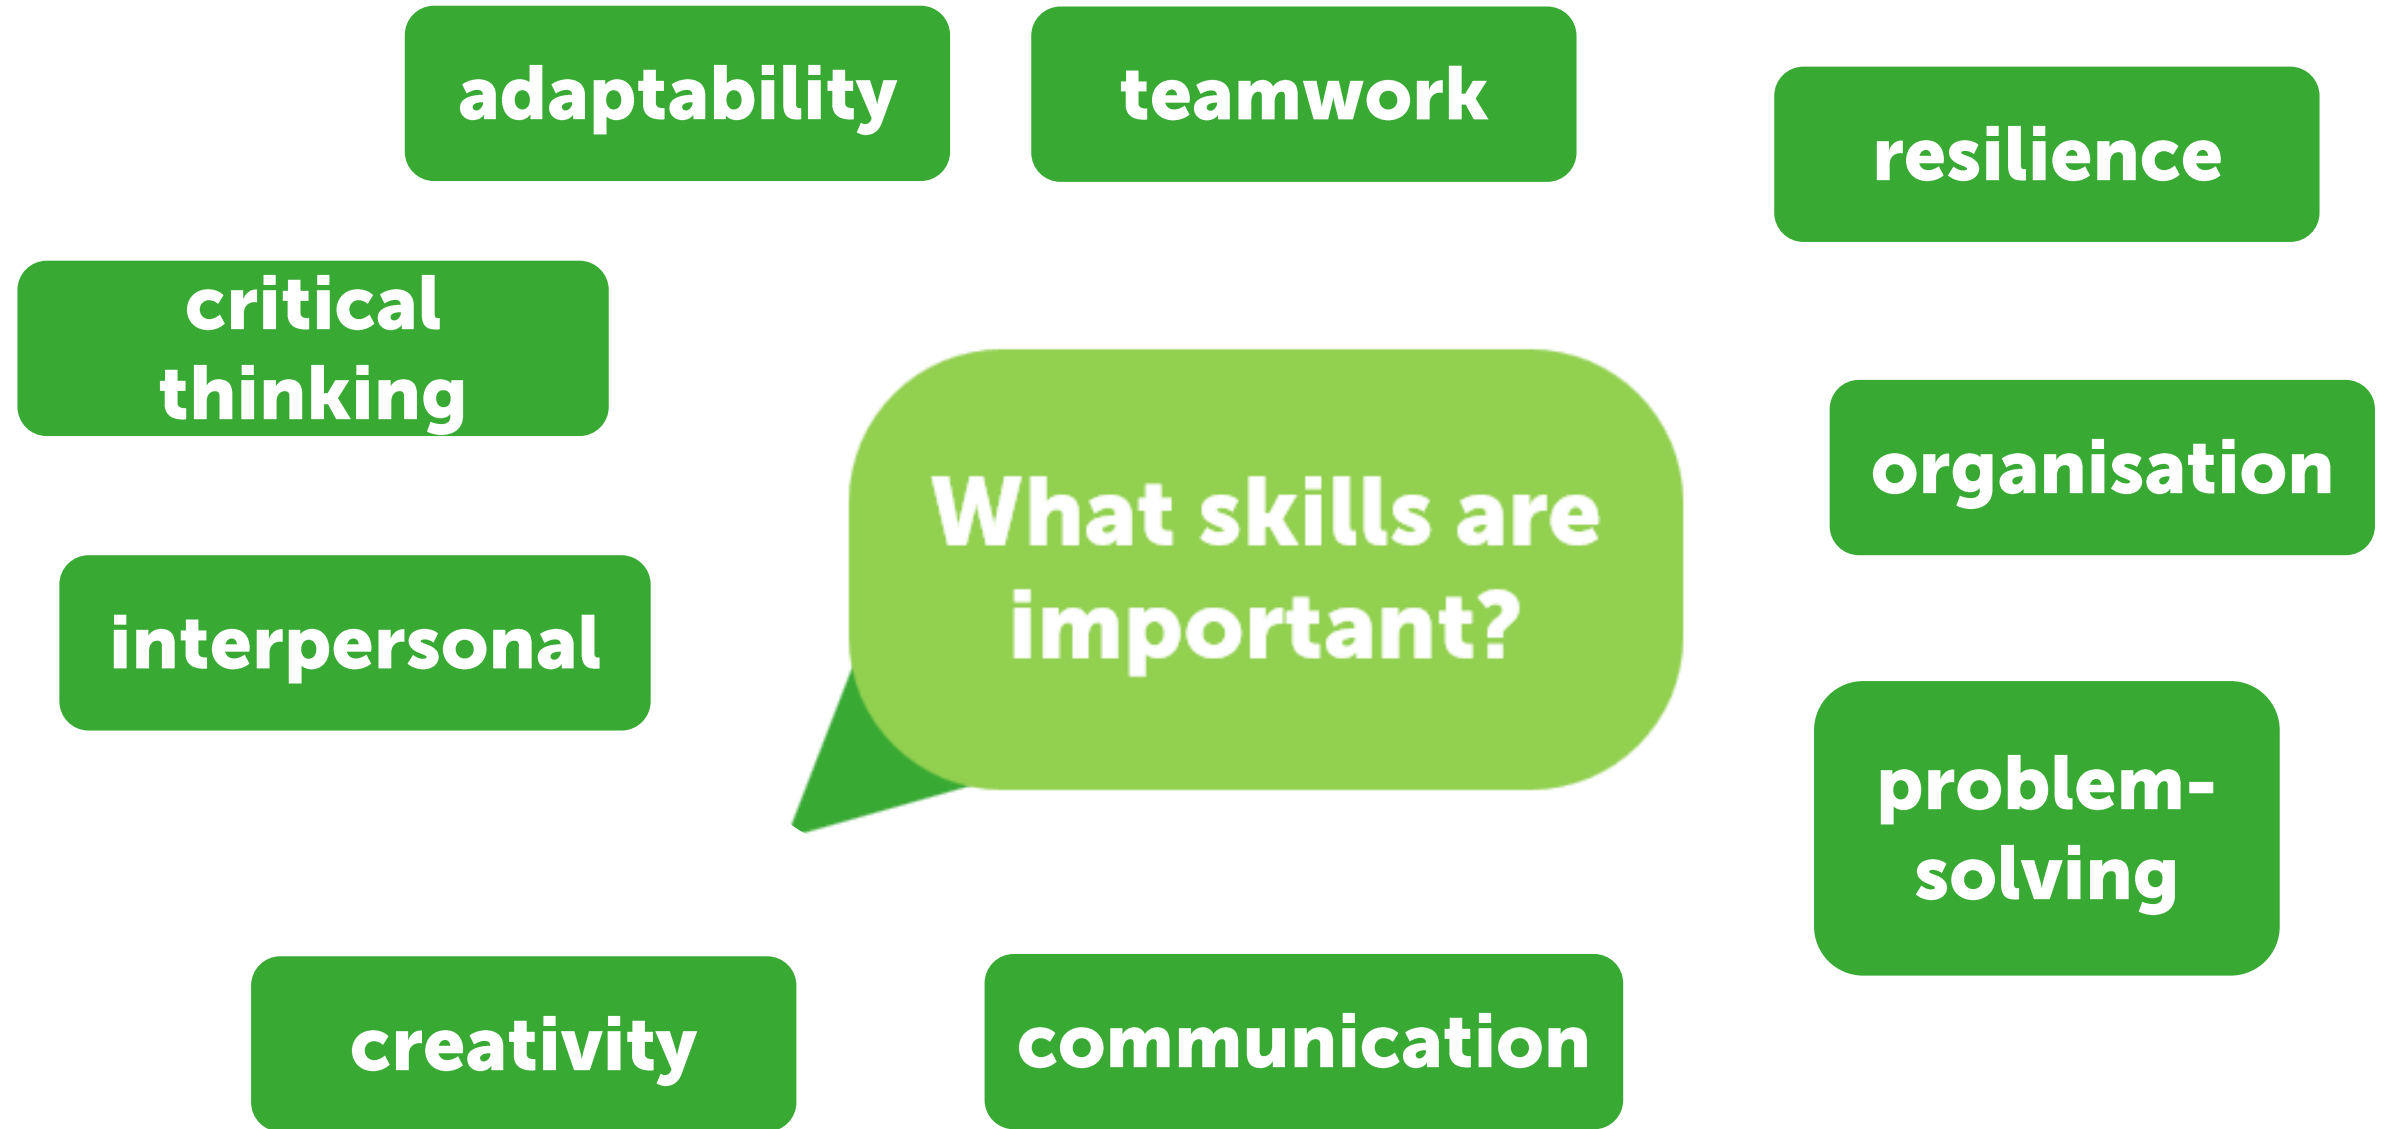 adaptability
teamwork
resilience
critical
thinking
What skills are
important?
organisation
interpersonal
problem-
solving
creativity
communication